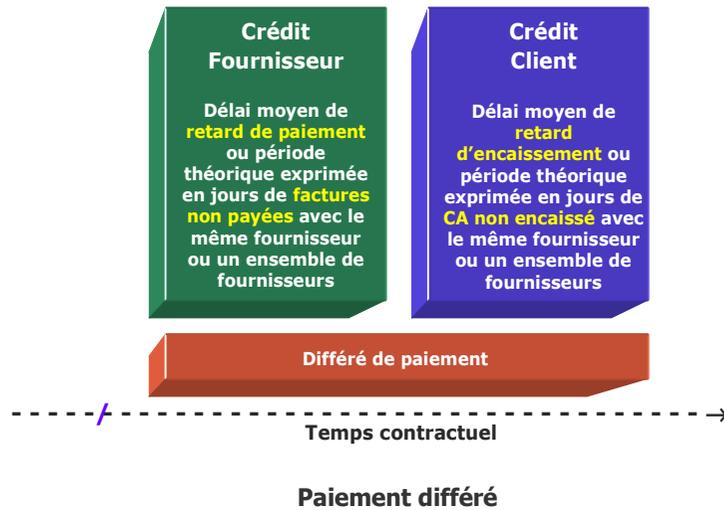 Crédit
Fournisseur
Délai moyen de
retard de paiement
ou période
théorique exprimée
en jours de factures
non payées avec le
même fournisseur
ou un ensemble de
fournisseurs
Crédit
Client
Délai moyen de
retard
d’encaissement ou
période théorique
exprimée en jours de
CA non encaissé avec
le même fournisseur
ou un ensemble de
fournisseurs
Différé de paiement
Temps contractuel
Paiement différé